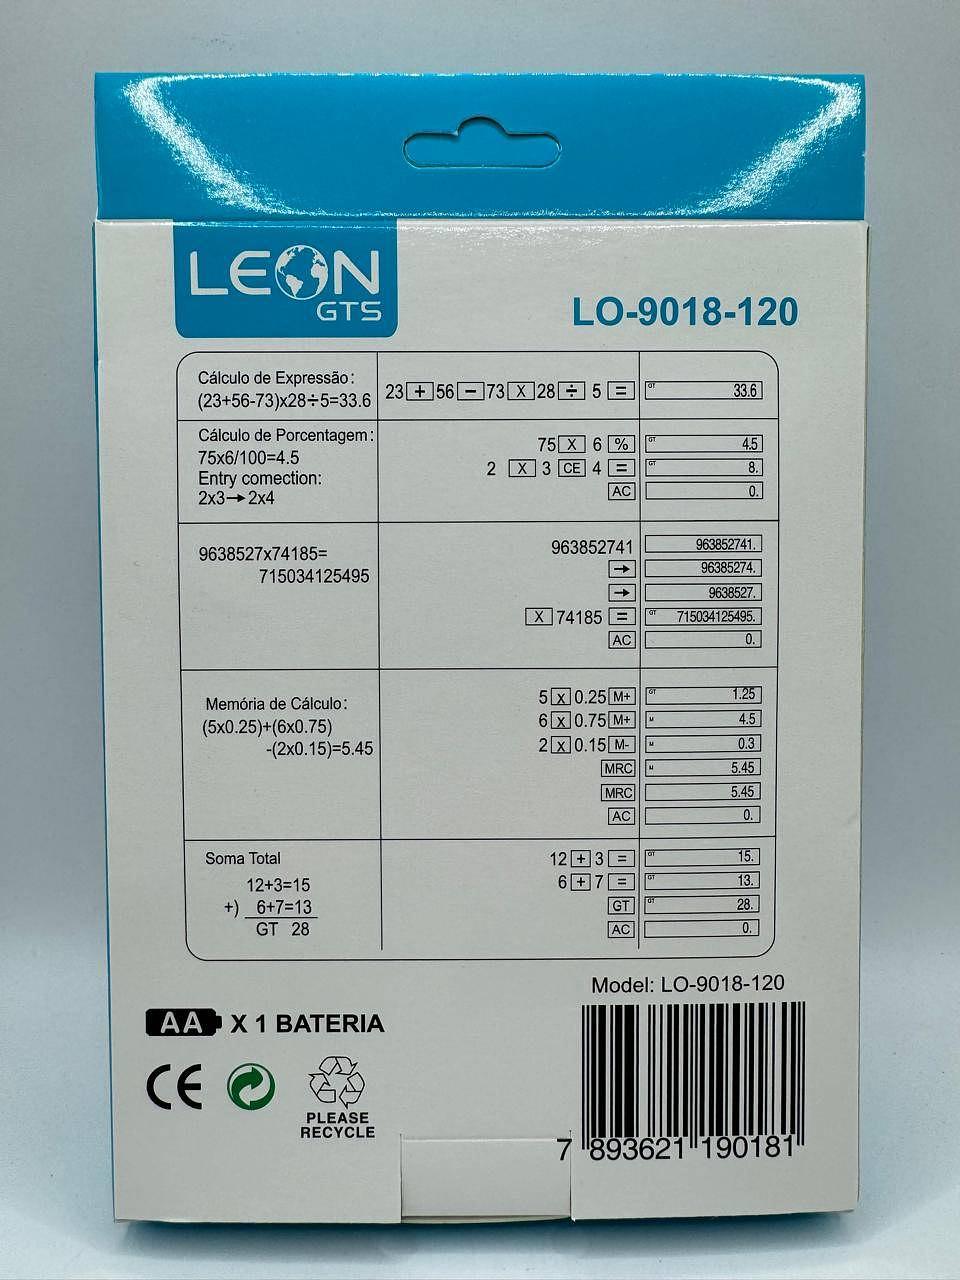 LEON
GTS
LO-9018-120
Cálculo de Expressão:
(23+56-73)x28÷5=33.6
23 + 56 − 73 X 28 ÷ 5 =
GT 33.6
Cálculo de Porcentagem:
75x6/100=4.5
Entry comection:
2x3→2x4
75 X 6 %
GT 4.5
2 X 3 CE 4 =
GT 8.
AC
0.
9638527x74185=
715034125495
963852741
963852741.
→
96385274.
→
9638527.
X 74185 =
GT 715034125495.
AC
0.
Memória de Cálculo:
(5x0.25)+(6x0.75)
-(2x0.15)=5.45
5 x 0.25 M+
GT 1.25
6 x 0.75 M+
M 4.5
2 x 0.15 M-
M 0.3
MRC
M 5.45
MRC
5.45
AC
0.
Soma Total
12+3=15
+) 6+7=13
GT 28
12 + 3 =
GT 15.
6 + 7 =
GT 13.
GT
GT 28.
AC
0.
Model: LO-9018-120
AA X 1 BATERIA
CE
PLEASE
RECYCLE
7 893621 190181